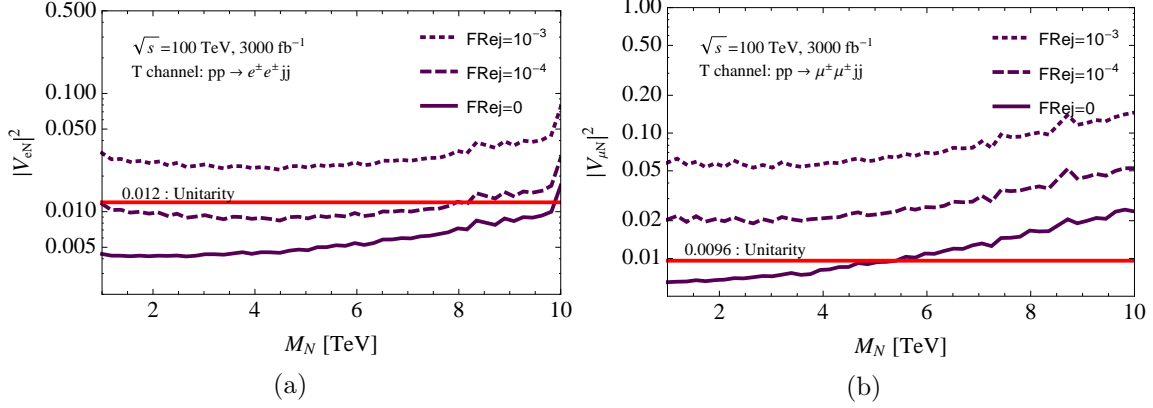 0.500
0.100
0.050
0.010
0.005
|V_{eN}|^2
√s =100 TeV, 3000 fb⁻¹
T channel: pp → e^± e^± jj
FRej=10⁻³
FRej=10⁻⁴
FRej=0
0.012 : Unitarity
2 4 6 8 10
M_N [TeV]
(a)
1.00
0.50
0.20
0.10
0.05
0.02
0.01
|V_{μN}|^2
√s =100 TeV, 3000 fb⁻¹
T channel: pp → μ^± μ^± jj
FRej=10⁻³
FRej=10⁻⁴
FRej=0
0.0096 : Unitarity
2 4 6 8 10
M_N [TeV]
(b)